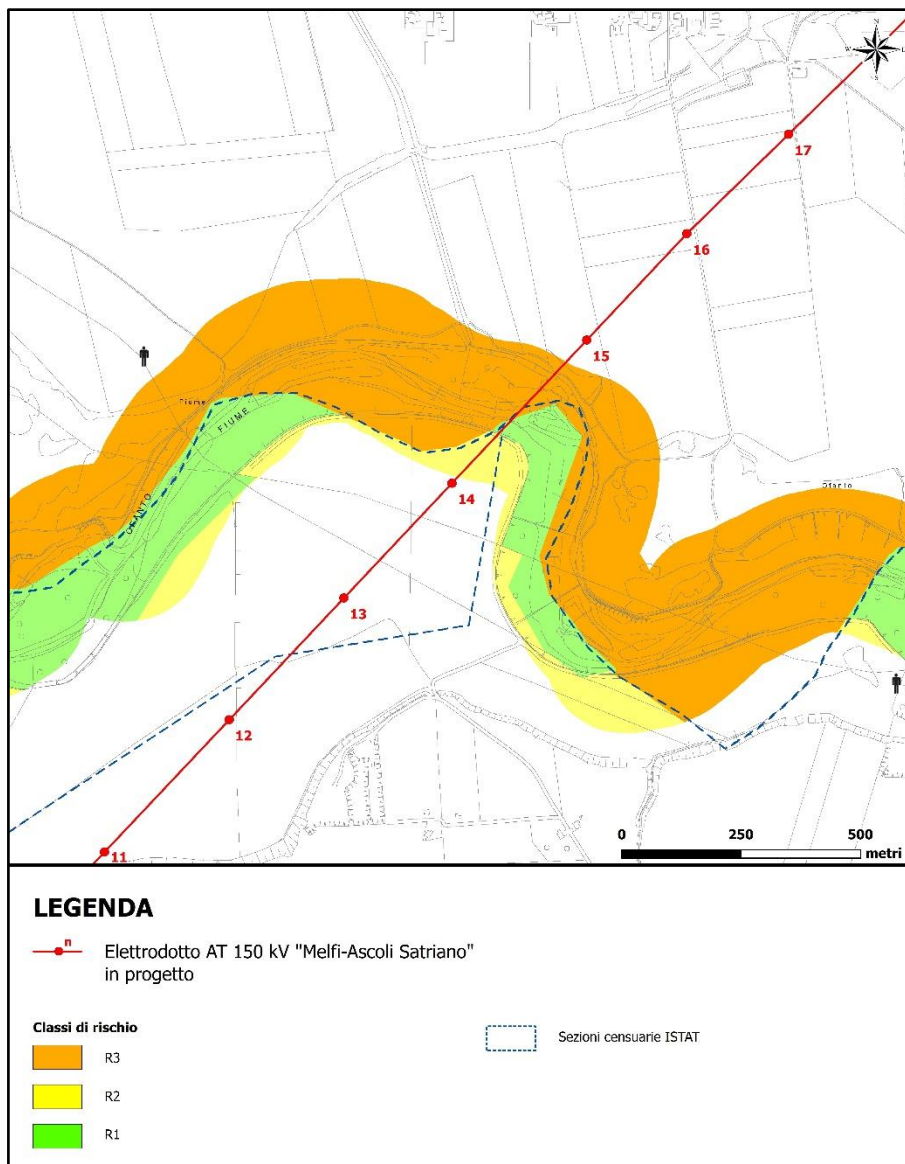 N
W
E
S
17
16
15
Fiume
FIUME
OFANTO
Ofanto
14
13
12
11
0 250 500
metri
LEGENDA
n
Elettrodotto AT 150 kV "Melfi-Ascoli Satriano"
in progetto
Classi di rischio
Sezioni censuarie ISTAT
R3
R2
R1